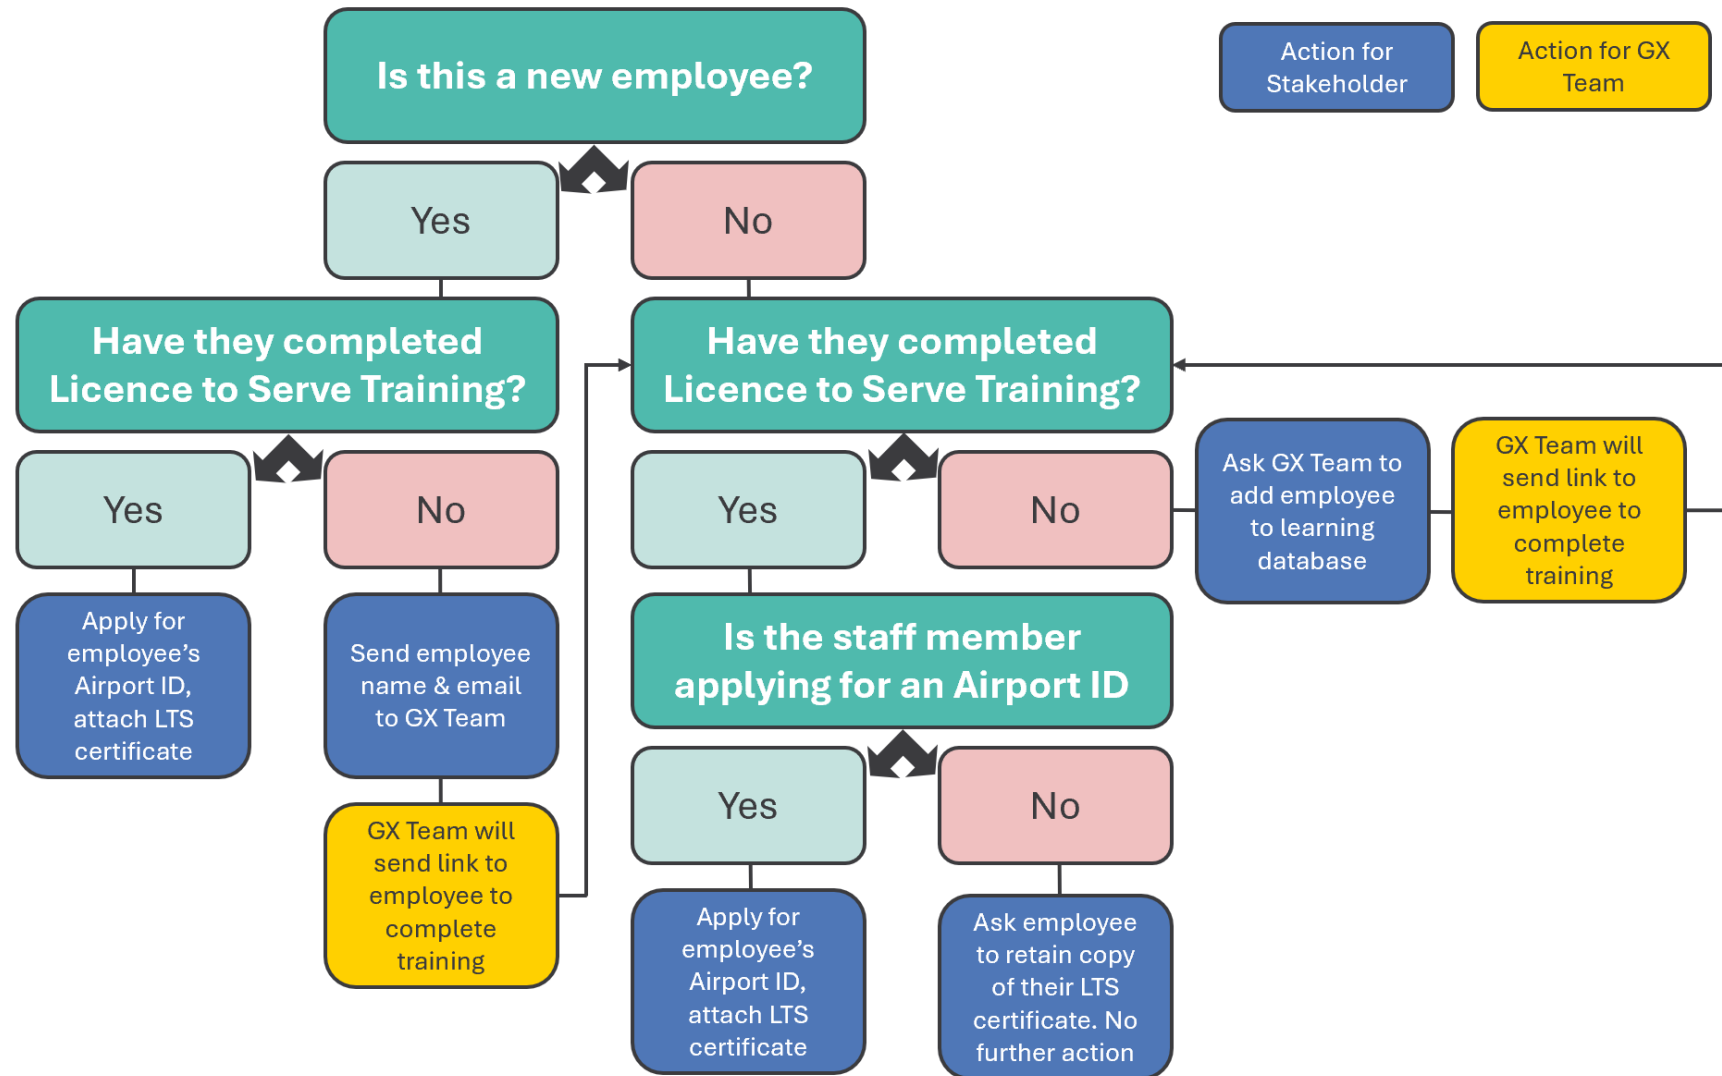 Is this a new employee?
Action for
Stakeholder
Action for GX
Team
Yes
No
Have they completed
Licence to Serve Training?
Have they completed
Licence to Serve Training?
Yes
No
Yes
No
Ask GX Team to
add employee
to learning
database
GX Team will
send link to
employee to
complete
training
Apply for
employee’s
Airport ID,
attach LTS
certificate
Send employee
name & email
to GX Team
Is the staff member
applying for an Airport ID
Yes
No
GX Team will
send link to
employee to
complete
training
Apply for
employee’s
Airport ID,
attach LTS
certificate
Ask employee
to retain copy
of their LTS
certificate. No
further action